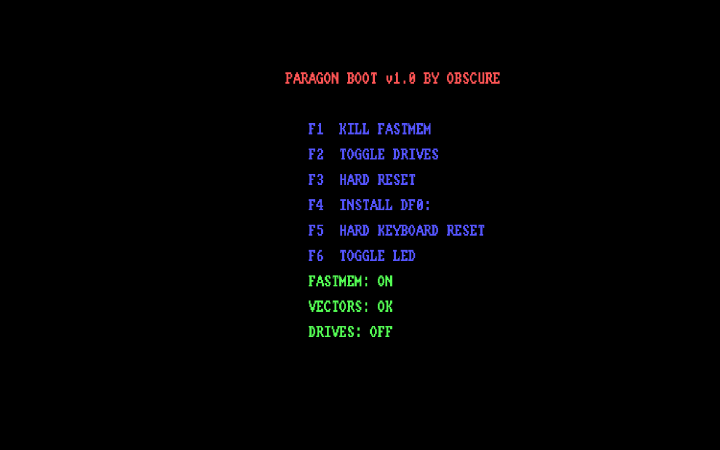 PARAGON BOOT v1.0 BY OBSCURE
F1 KILL FASTMEM
F2 TOGGLE DRIVES
F3 HARD RESET
F4 INSTALL DF0:
F5 HARD KEYBOARD RESET
F6 TOGGLE LED
FASTMEM: ON
VECTORS: OK
DRIVES: OFF